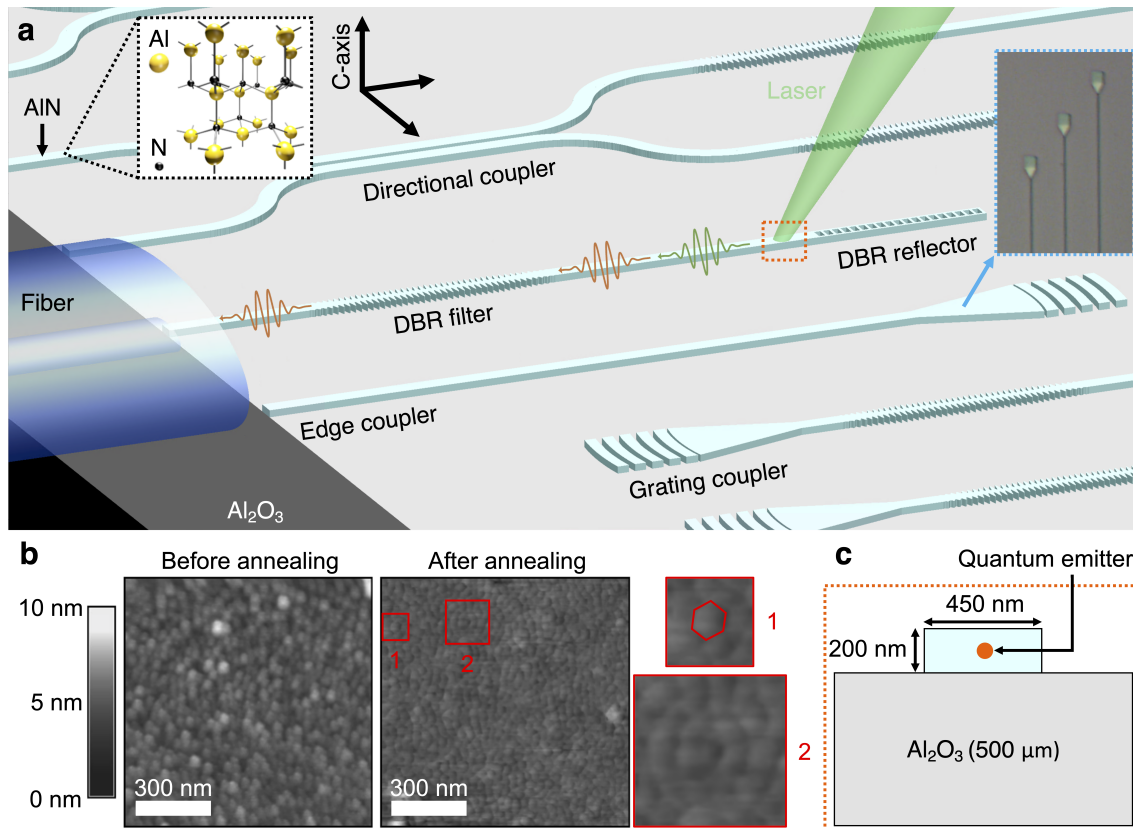 a
Al
AlN
N
C-axis
Laser
Directional coupler
DBR reflector
Fiber
DBR filter
Edge coupler
Grating coupler
Al₂O₃
b
Before annealing
After annealing
c
Quantum emitter
10 nm
5 nm
0 nm
300 nm
1
2
300 nm
1
2
450 nm
200 nm
Al₂O₃ (500 µm)